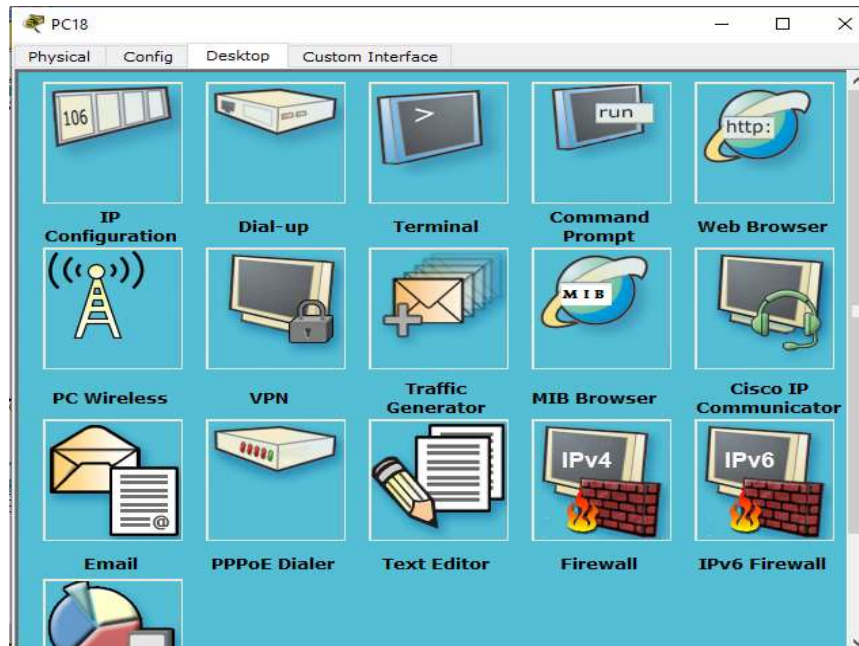 PC18
Physical Config Desktop Custom Interface
106
>
run
http:
IP
Configuration
Dial-up
Terminal
Command
Prompt
Web Browser
MIB
PC Wireless
VPN
Traffic
Generator
MIB Browser
Cisco IP
Communicator
@
IPv4
IPv6
Email
PPPoE Dialer
Text Editor
Firewall
IPv6 Firewall